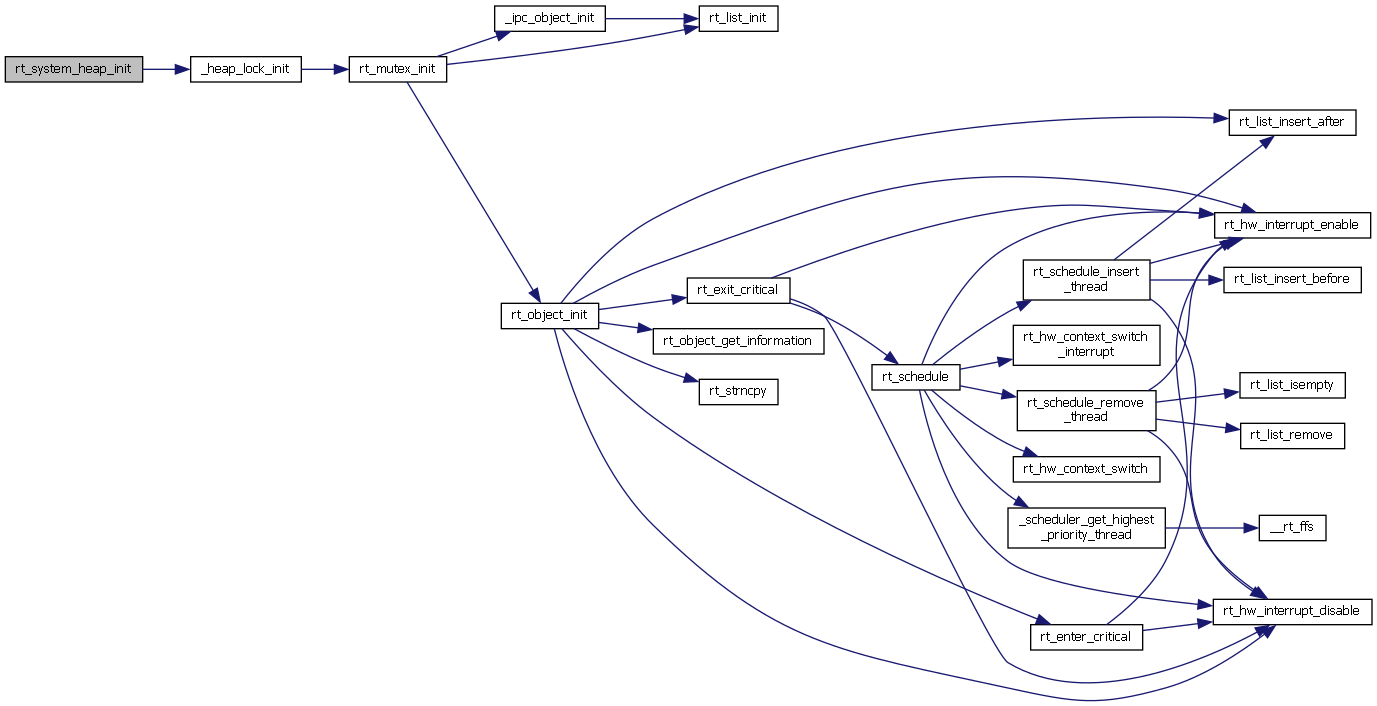 _ipc_object_init
rt_list_init
rt_system_heap_init
_heap_lock_init
rt_mutex_init
rt_list_insert_after
rt_hw_interrupt_enable
rt_schedule_insert
_thread
rt_list_insert_before
rt_exit_critical
rt_object_init
rt_object_get_information
rt_hw_context_switch
_interrupt
rt_schedule
rt_strncpy
rt_list_isempty
rt_schedule_remove
_thread
rt_list_remove
rt_hw_context_switch
_scheduler_get_highest
_priority_thread
__rt_ffs
rt_hw_interrupt_disable
rt_enter_critical